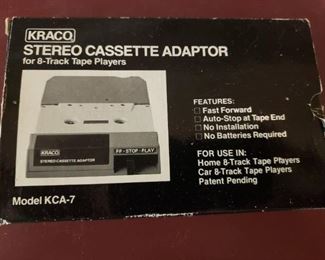 KRACO
STEREO CASSETTE ADAPTOR
for 8-Track Tape Players
FEATURES:
Fast Forward
Auto-Stop at Tape End
No Installation
No Batteries Required
KRACO
STEREO CASSETTE ADAPTOR
FF - STOP - PLAY
FOR USE IN:
Home 8-Track Tape Players
Car 8-Track Tape Players
Patent Pending
Model KCA-7